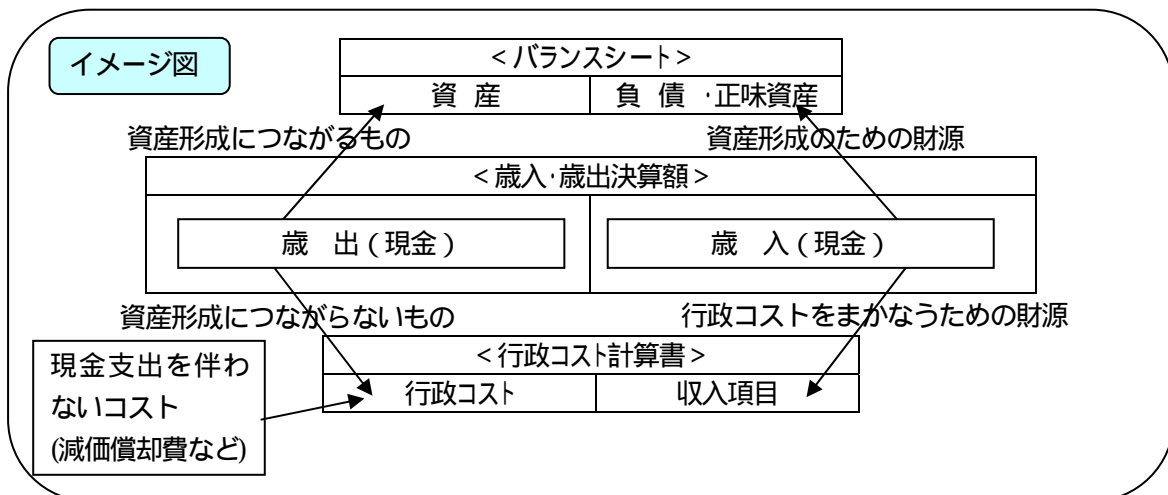 イメージ図
<バランスシート>
資 産
負 債 ・正味資産
資産形成につながるもの
資産形成のための財源
<歳入・歳出決算額>
歳 出(現金)
歳 入(現金)
資産形成につながらないもの
行政コストをまかなうための財源
<行政コスト計算書>
行政コスト
収入項目
現金支出を伴わ
ないコスト
(減価償却費など)